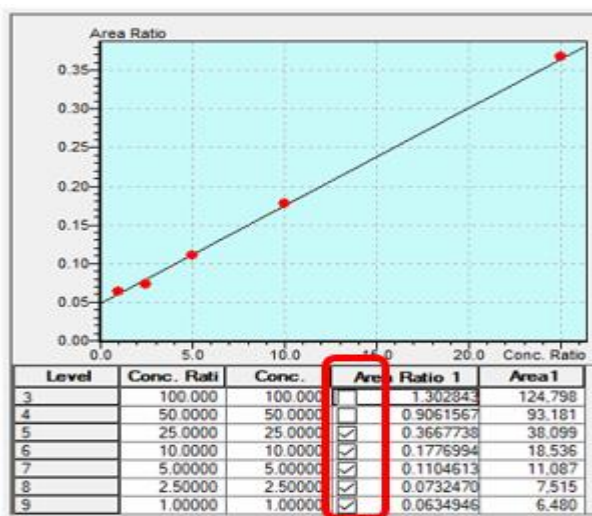 Area Ratio
0.35
0.30
0.25
0.20
0.15
0.10
0.05
0.00
0.0 5.0 10.0 15.0 20.0 Conc. Ratio
Level Conc. Rati Conc. Area Ratio 1 Area1
3 100.000 100.000 1.302843 124,798
4 50.0000 50.0000 0.9061567 93,181
5 25.0000 25.0000 0.3667738 38,099
6 10.0000 10.0000 0.1776994 18,536
7 5.00000 5.00000 0.1104613 11,087
8 2.50000 2.50000 0.0732470 7,515
9 1.00000 1.00000 0.0634946 6,480